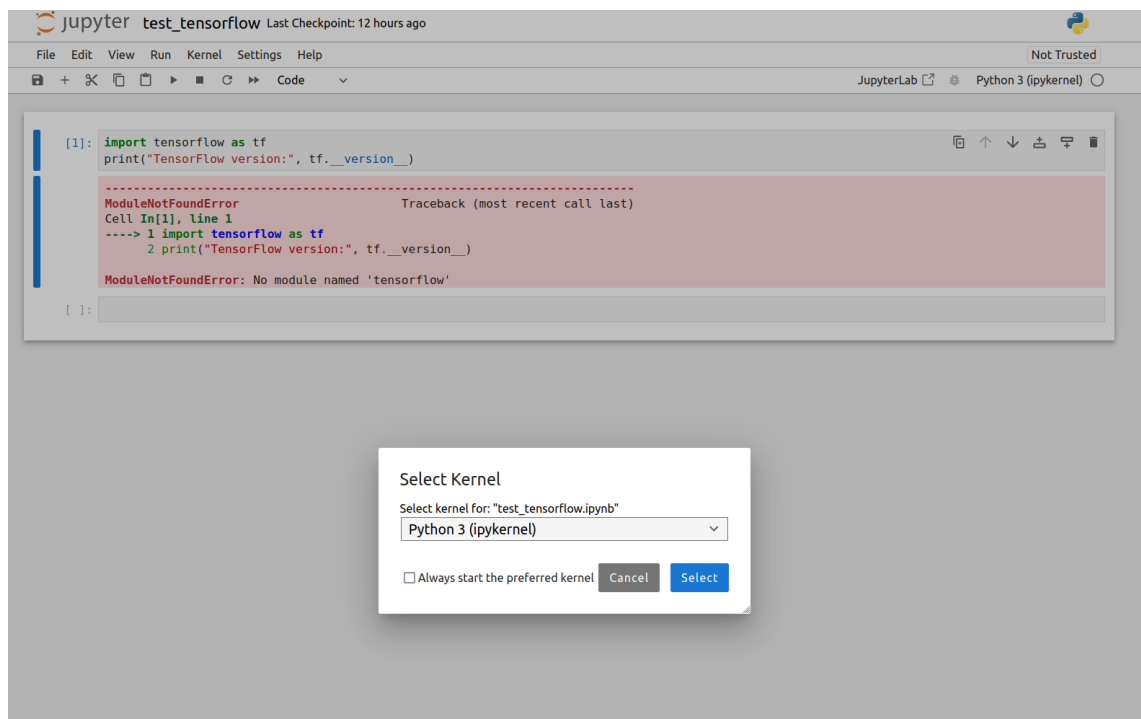 jupyter test_tensorflow Last Checkpoint: 12 hours ago
File Edit View Run Kernel Settings Help Not Trusted
Code JupyterLab Python 3 (ipykernel)
[1]: import tensorflow as tf
print("TensorFlow version:", tf.__version__)
---------------------------------------------------------------------------
ModuleNotFoundError Traceback (most recent call last)
Cell In[1], line 1
----> 1 import tensorflow as tf
2 print("TensorFlow version:", tf.__version__)
ModuleNotFoundError: No module named 'tensorflow'
[ ]:
Select Kernel
Select kernel for: "test_tensorflow.ipynb"
Python 3 (ipykernel)
Always start the preferred kernel Cancel Select